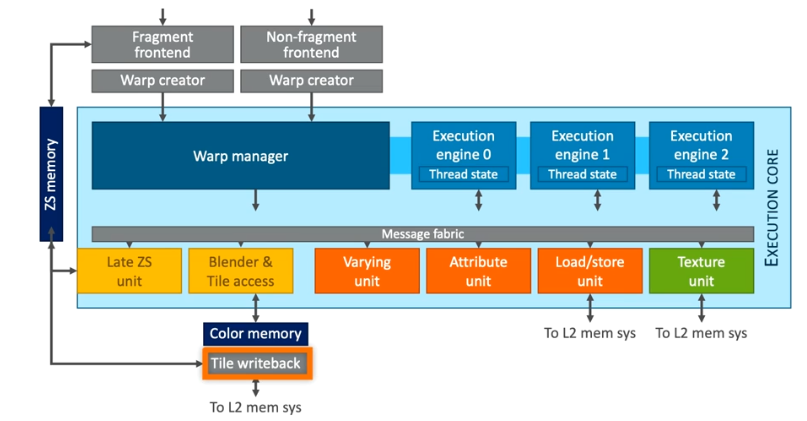 Fragment
frontend
Non-fragment
frontend
Warp creator
Warp creator
ZS memory
Warp manager
Execution
engine 0
Thread state
Execution
engine 1
Thread state
Execution
engine 2
Thread state
EXECUTION CORE
Message fabric
Late ZS
unit
Blender &
Tile access
Varying
unit
Attribute
unit
Load/store
unit
Texture
unit
Color memory
To L2 mem sys
To L2 mem sys
Tile writeback
To L2 mem sys